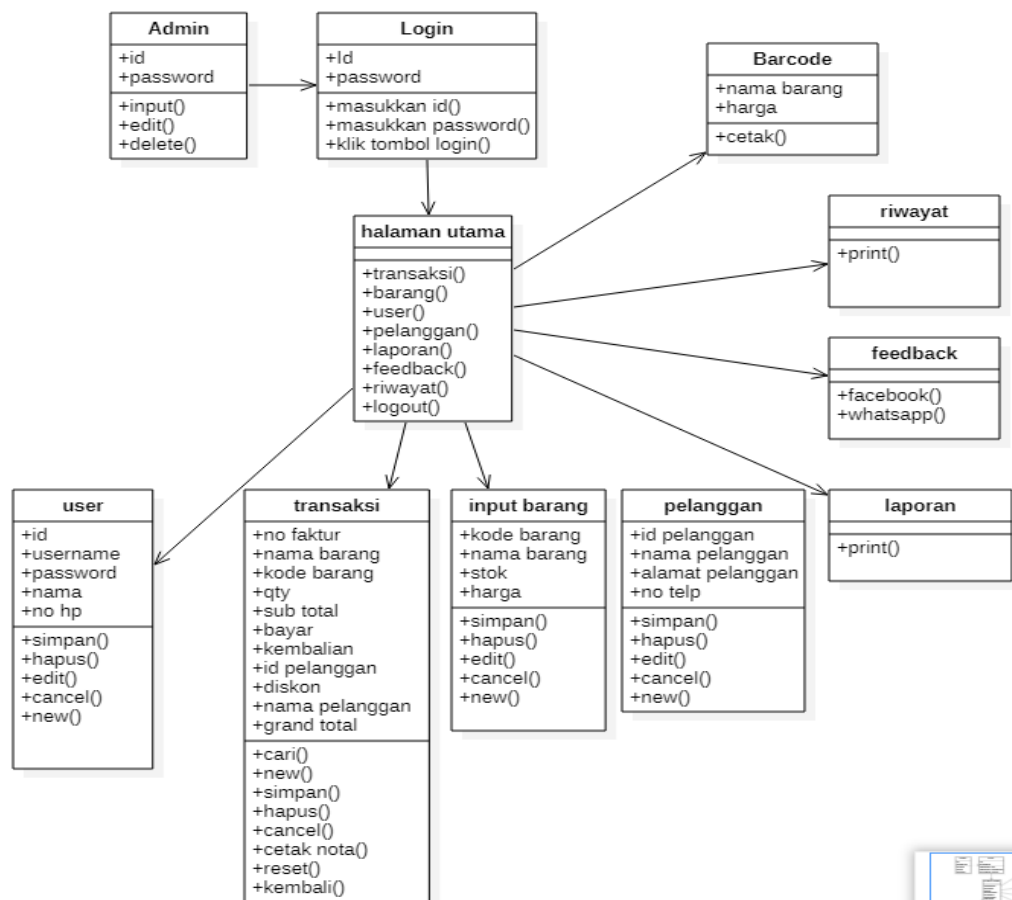 Admin
+id
+password
+input()
+edit()
+delete()
Login
+Id
+password
+masukkan id()
+masukkan password()
+klik tombol login()
Barcode
+nama barang
+harga
+cetak()
halaman utama
+transaksi()
+barang()
+user()
+pelanggan()
+laporan()
+feedback()
+riwayat()
+logout()
riwayat
+print()
feedback
+facebook()
+whatsapp()
user
+id
+username
+password
+nama
+no hp
+simpan()
+hapus()
+edit()
+cancel()
+new()
transaksi
+no faktur
+nama barang
+kode barang
+qty
+sub total
+bayar
+kembalian
+id pelanggan
+diskon
+nama pelanggan
+grand total
+cari()
+new()
+simpan()
+hapus()
+cancel()
+cetak nota()
+reset()
+kembali()
input barang
+kode barang
+nama barang
+stok
+harga
+simpan()
+hapus()
+edit()
+cancel()
+new()
pelanggan
+id pelanggan
+nama pelanggan
+alamat pelanggan
+no telp
+simpan()
+hapus()
+edit()
+cancel()
+new()
laporan
+print()